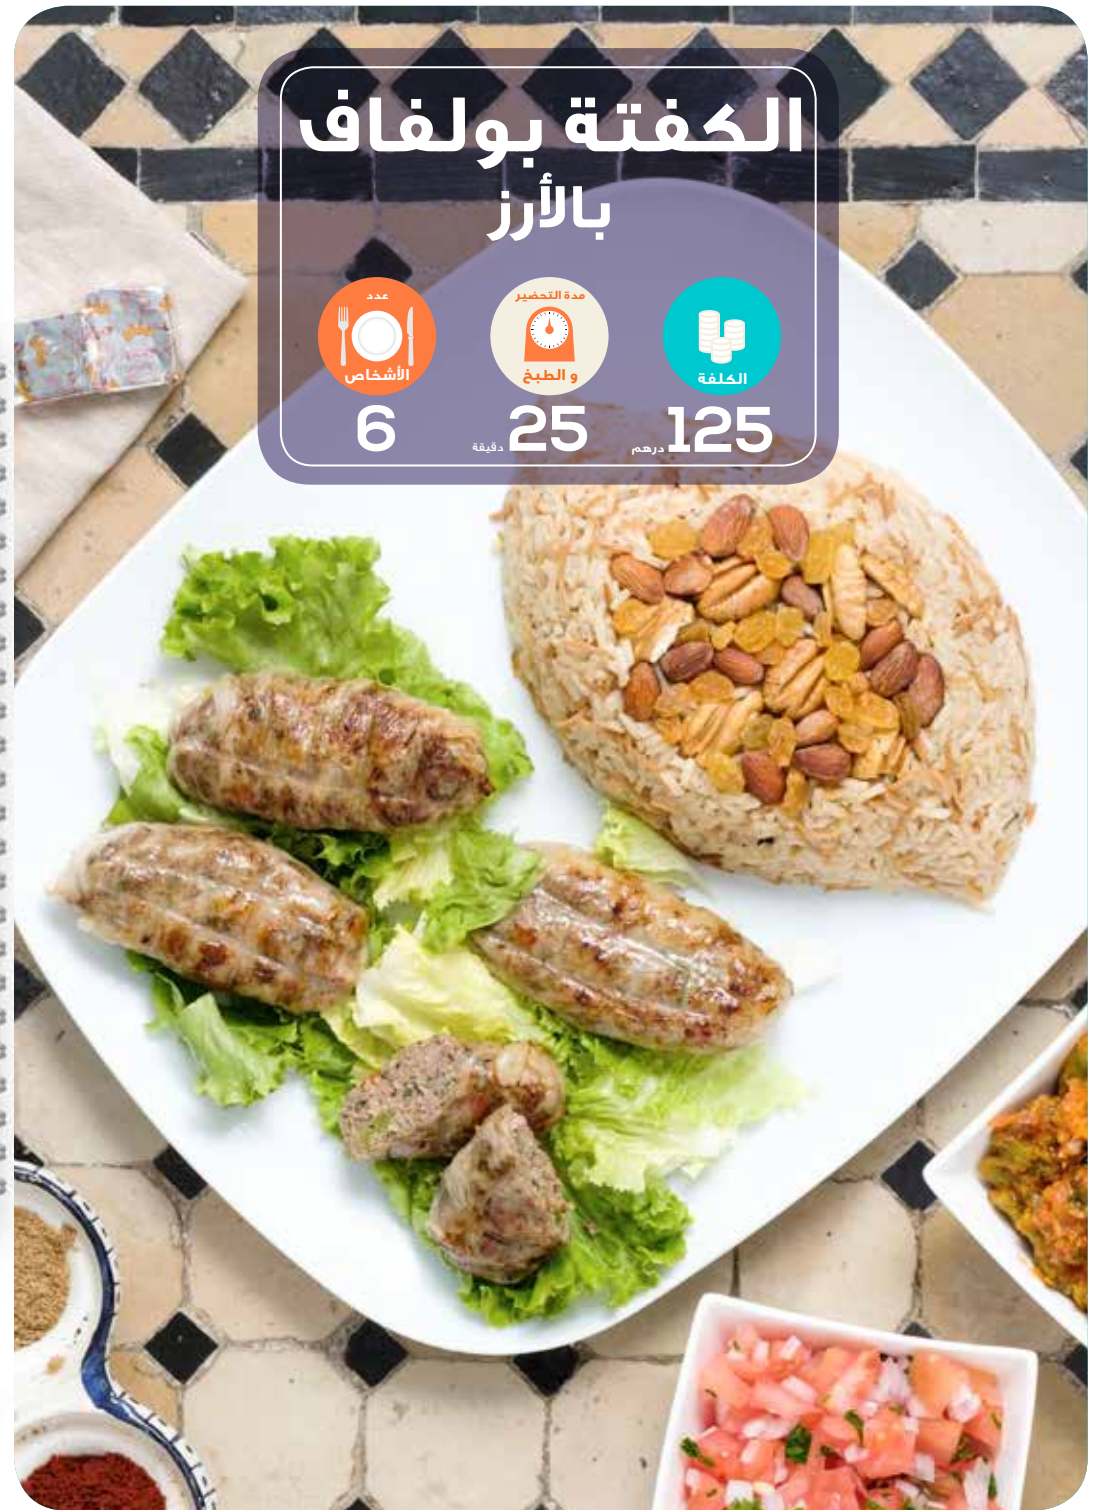 الكفتة بولفاف
بالأرز
الكلفة
125 درهم
مدة التحضير
و الطبخ
25 دقيقة
عدد
الأشخاص
6